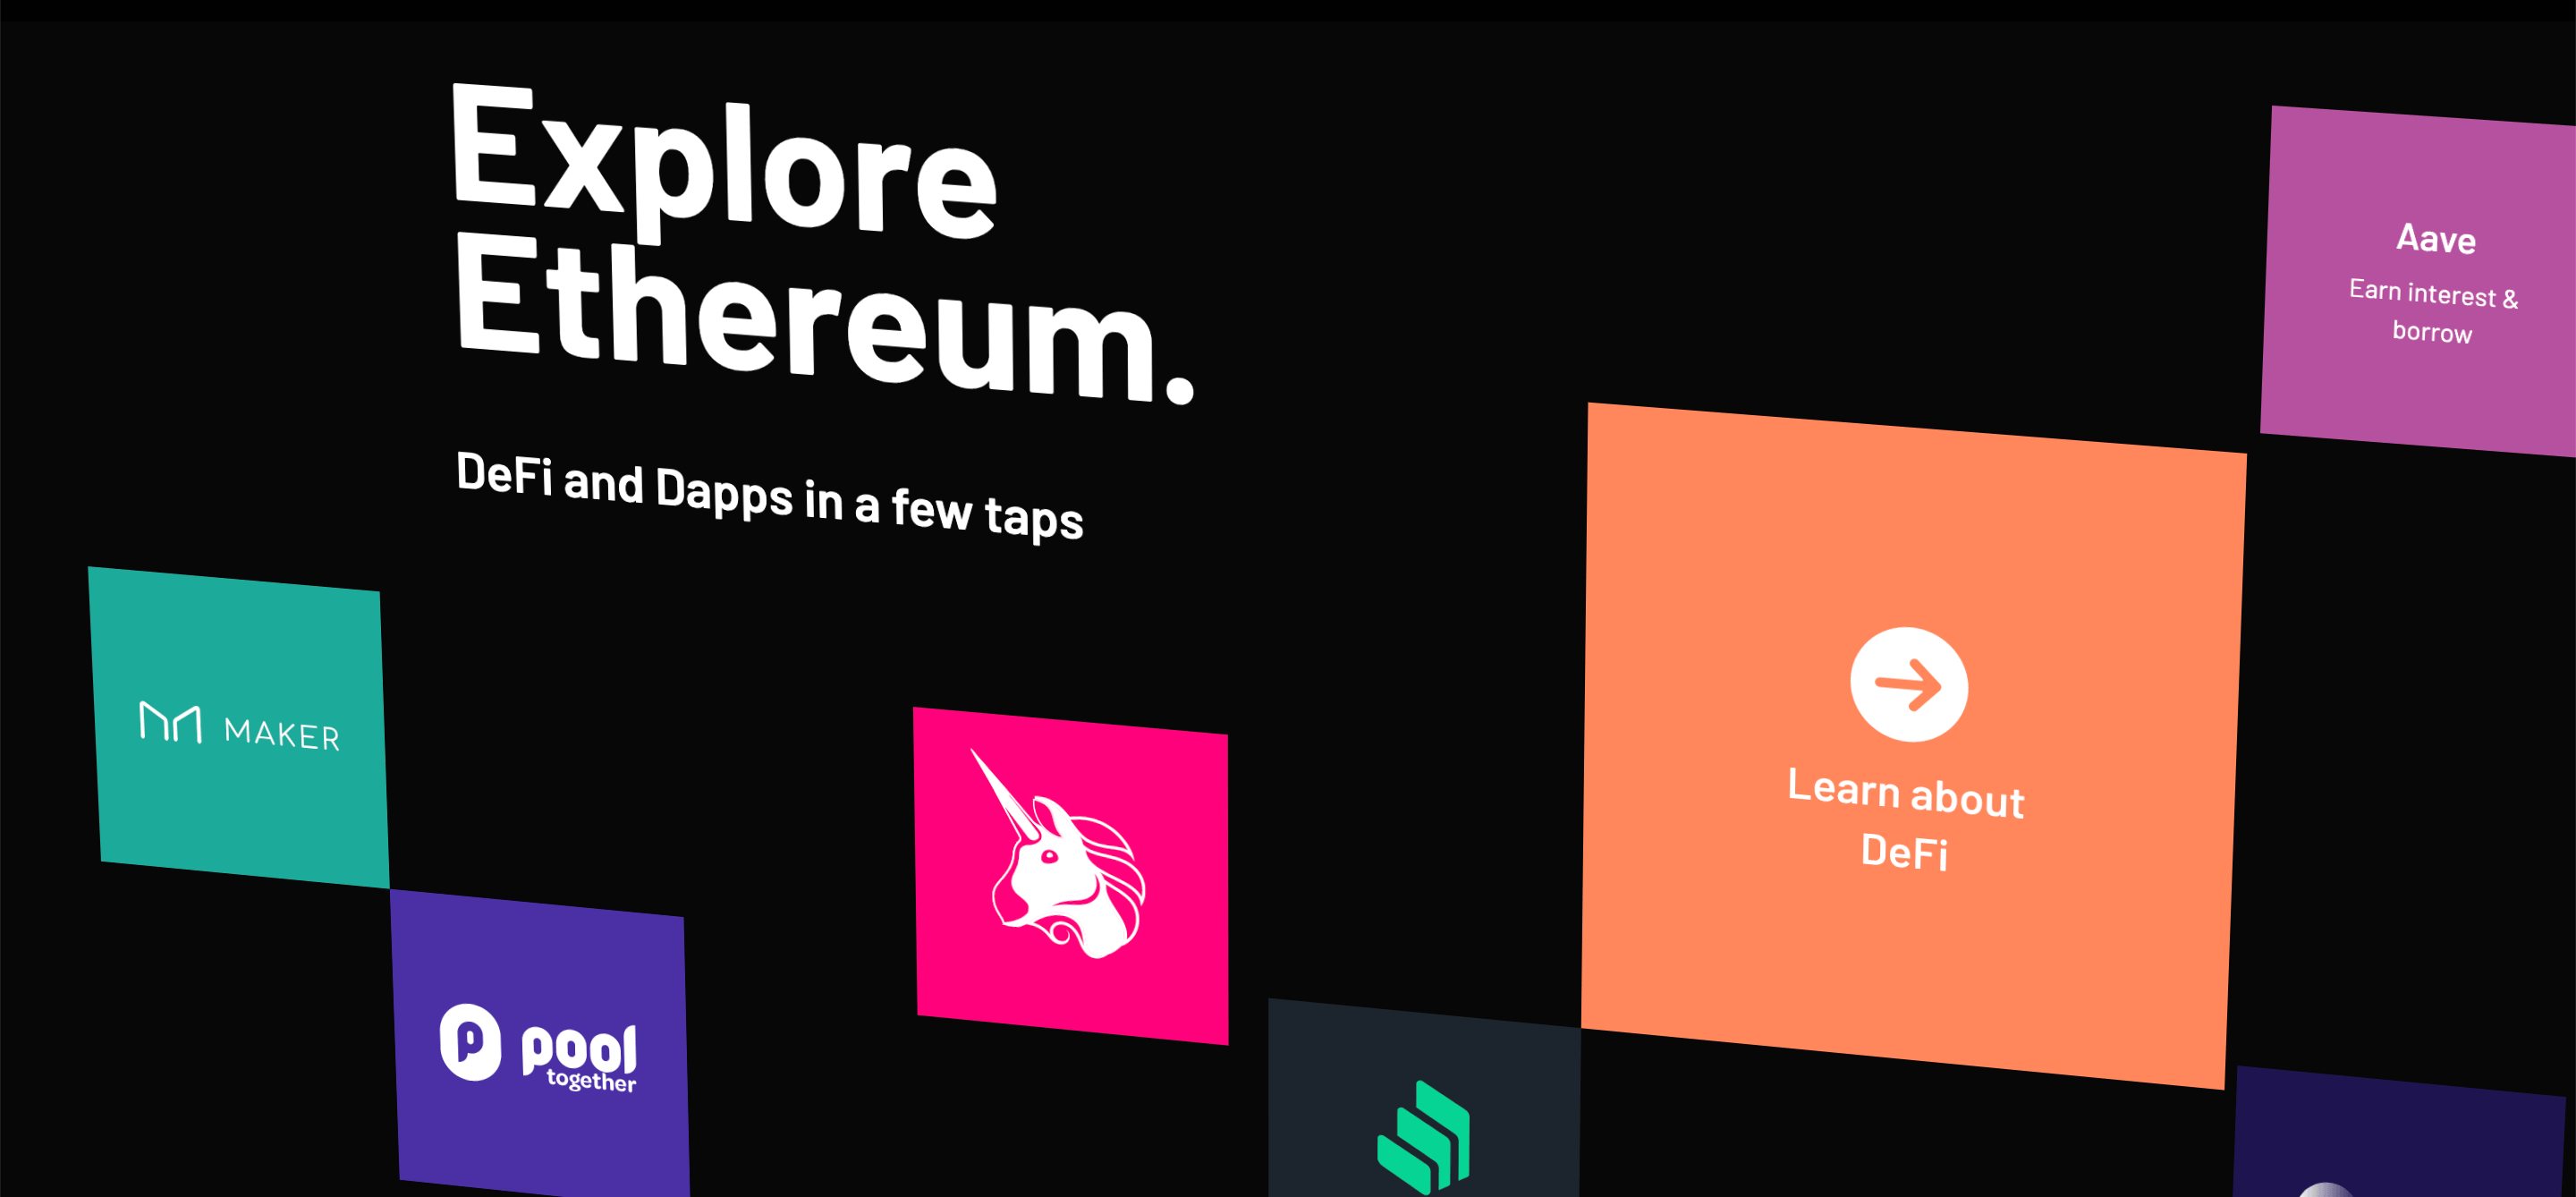 Explore
Ethereum.
DeFi and Dapps in a few taps
Aave
Earn interest &
borrow
Learn about
DeFi
MAKER
pool
together